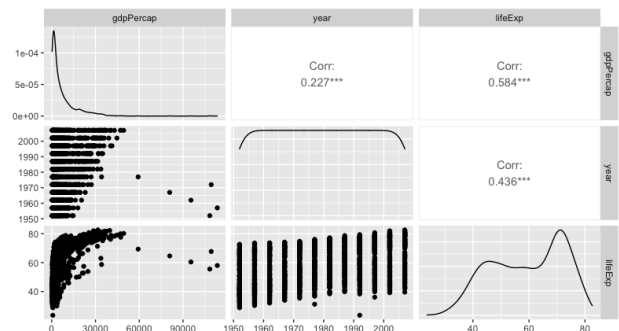 gdpPercap year lifeExp
1e-04
5e-05
0e+00
Corr:
0.227***
Corr:
0.584***
gdpPercap
2000
1990
1980
1970
1960
1950
Corr:
0.436***
year
80
60
40
lifeExp
0 30000 60000 90000 1950 1960 1970 1980 1990 2000 40 60 80